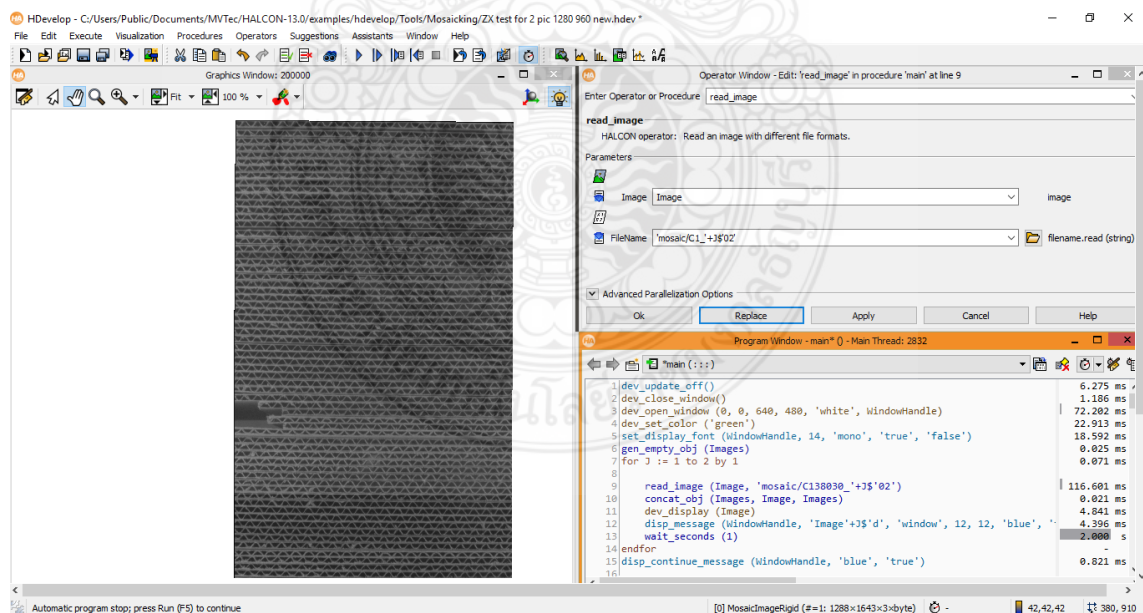 HDevelop - C:/Users/Public/Documents/MVTec/HALCON-13.0/examples/hdevelop/Tools/Mosaicking/ZX test for 2 pic 1280 960 new.hdev *
File Edit Execute Visualization Procedures Operators Suggestions Assistants Window Help
Graphics Window: 200000
Fit 100 %
Operator Window - Edit: 'read_image' in procedure 'main' at line 9
Enter Operator or Procedure read_image
read_image
HALCON operator: Read an image with different file formats.
Parameters
Image Image image
FileName 'mosaic/C1_'+J$'02' filename.read (string)
Advanced Parallelization Options
Ok Replace Apply Cancel Help
Program Window - main* () - Main Thread: 2832
*main (:::)
1 dev_update_off() 6.275 ms
2 dev_close_window() 1.186 ms
3 dev_open_window (0, 0, 640, 480, 'white', WindowHandle) 72.202 ms
4 dev_set_color ('green') 22.913 ms
5 set_display_font (WindowHandle, 14, 'mono', 'true', 'false') 18.592 ms
6 gen_empty_obj (Images) 0.025 ms
7 for J := 1 to 2 by 1 0.071 ms
8
9 read_image (Image, 'mosaic/C138030_'+J$'02') 116.601 ms
10 concat_obj (Images, Image, Images) 0.021 ms
11 dev_display (Image) 4.841 ms
12 disp_message (WindowHandle, 'Image'+J$'d', 'window', 12, 12, 'blue', 4.396 ms
13 wait_seconds (1) 2.000 s
14 endfor -
15 disp_continue_message (WindowHandle, 'blue', 'true') 0.821 ms
16
Automatic program stop; press Run (F5) to continue [0] MosaicImageRigid (#=1: 1288×1643×3×byte) - 42,42,42 380, 910